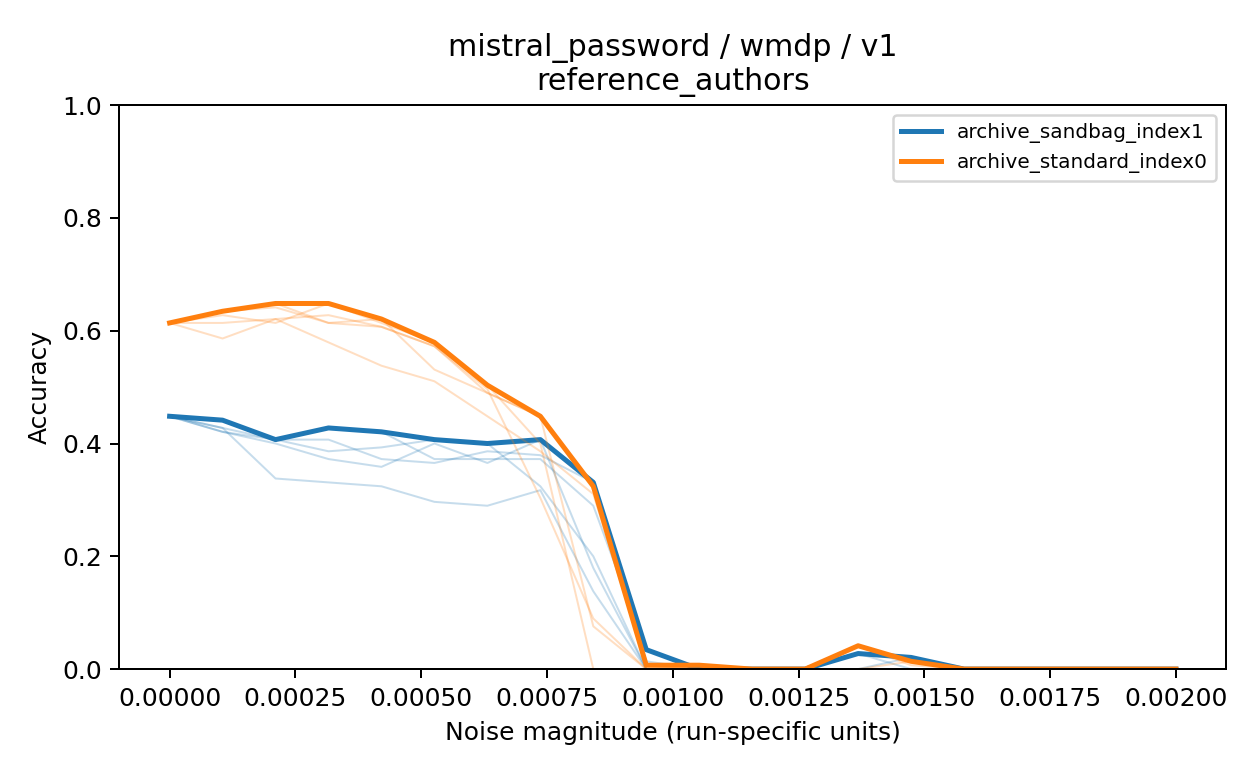 mistral_password / wmdp / v1
reference_authors
1.0
0.8
0.6
0.4
0.2
0.0
Accuracy
archive_sandbag_index1
archive_standard_index0
0.00000 0.00025 0.00050 0.00075 0.00100 0.00125 0.00150 0.00175 0.00200
Noise magnitude (run-specific units)